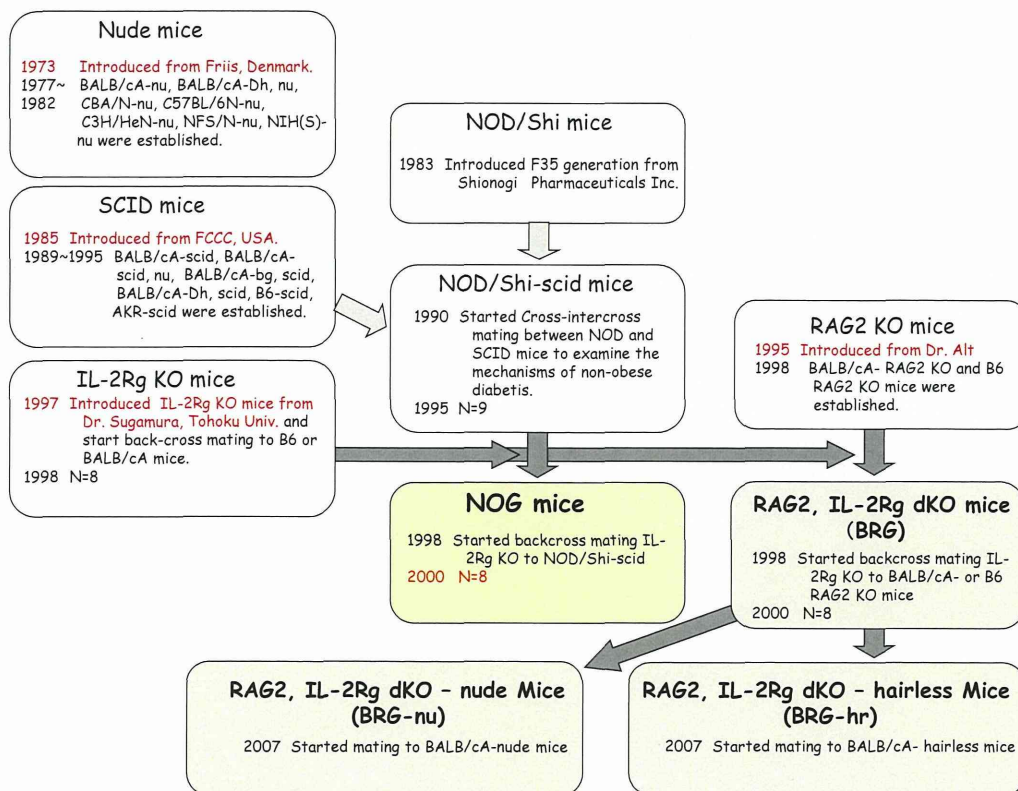 Nude mice
1973 Introduced from Friis, Denmark.
1977~ BALB/cA-nu, BALB/cA-Dh, nu,
1982 CBA/N-nu, C57BL/6N-nu,
C3H/HeN-nu, NFS/N-nu, NIH(S)-
nu were established.
SCID mice
1985 Introduced from FCCC, USA.
1989~1995 BALB/cA-scid, BALB/cA-
scid, nu, BALB/cA-bg, scid,
BALB/cA-Dh, scid, B6-scid,
AKR-scid were established.
IL-2Rg KO mice
1997 Introduced IL-2Rg KO mice from
Dr. Sugamura, Tohoku Univ. and
start back-cross mating to B6 or
BALB/cA mice.
1998 N=8
NOD/Shi mice
1983 Introduced F35 generation from
Shionogi Pharmaceuticals Inc.
NOD/Shi-scid mice
1990 Started Cross-intercross
mating between NOD and
SCID mice to examine the
mechanisms of non-obese
diabetis.
1995 N=9
RAG2 KO mice
1995 Introduced from Dr. Alt
1998 BALB/cA- RAG2 KO and B6
RAG2 KO mice were
established.
NOG mice
1998 Started backcross mating IL-
2Rg KO to NOD/Shi-scid
2000 N=8
RAG2, IL-2Rg dKO mice
(BRG)
1998 Started backcross mating IL-
2Rg KO to BALB/cA- or B6
RAG2 KO mice
2000 N=8
RAG2, IL-2Rg dKO - nude Mice
(BRG-nu)
2007 Started mating to BALB/cA-nude mice
RAG2, IL-2Rg dKO - hairless Mice
(BRG-hr)
2007 Started mating to BALB/cA- hairless mice